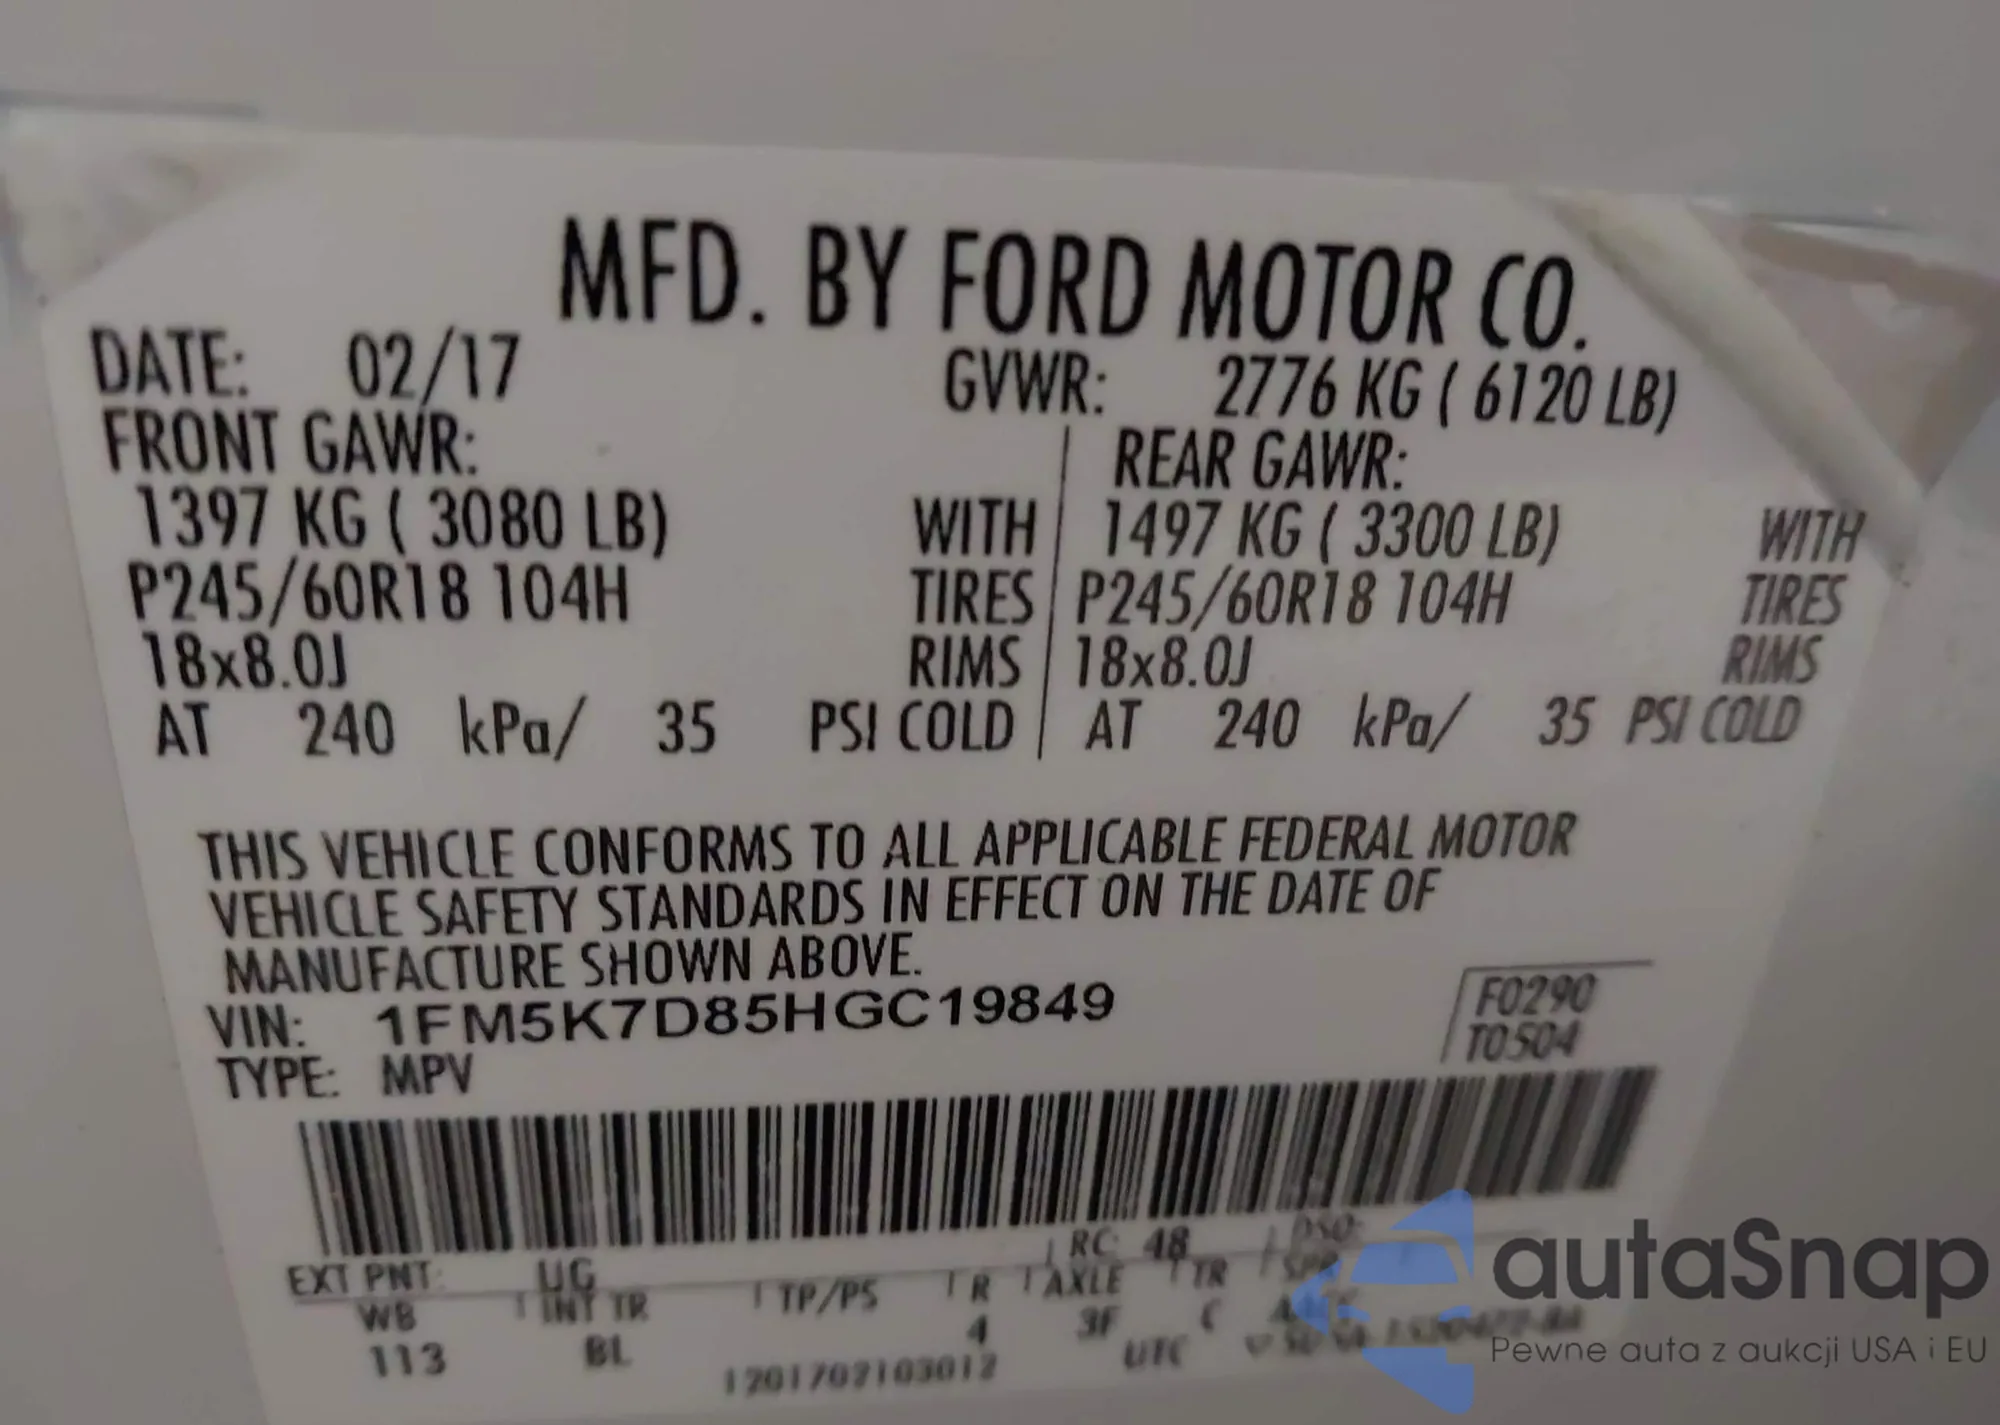 MFD. BY FORD MOTOR CO.
DATE: 02/17 GVWR: 2776 KG ( 6120 LB)
FRONT GAWR: REAR GAWR:
1397 KG ( 3080 LB) WITH 1497 KG ( 3300 LB) WITH
P245/60R18 104H TIRES P245/60R18 104H TIRES
18x8.0J RIMS 18x8.0J RIMS
AT 240 kPa/ 35 PSI COLD AT 240 kPa/ 35 PSI COLD
THIS VEHICLE CONFORMS TO ALL APPLICABLE FEDERAL MOTOR
VEHICLE SAFETY STANDARDS IN EFFECT ON THE DATE OF
MANUFACTURE SHOWN ABOVE.
VIN: 1FM5K7D85HGC19849
TYPE: MPV
F0290
T0504
EXT PNT: UG RC: 48 DSO:
WB INT TR TP/PS R AXLE TR SPR
113 BL 4 3F C
1201702103012 UTC
autaSnap
Pewne auta z aukcji USA i EU